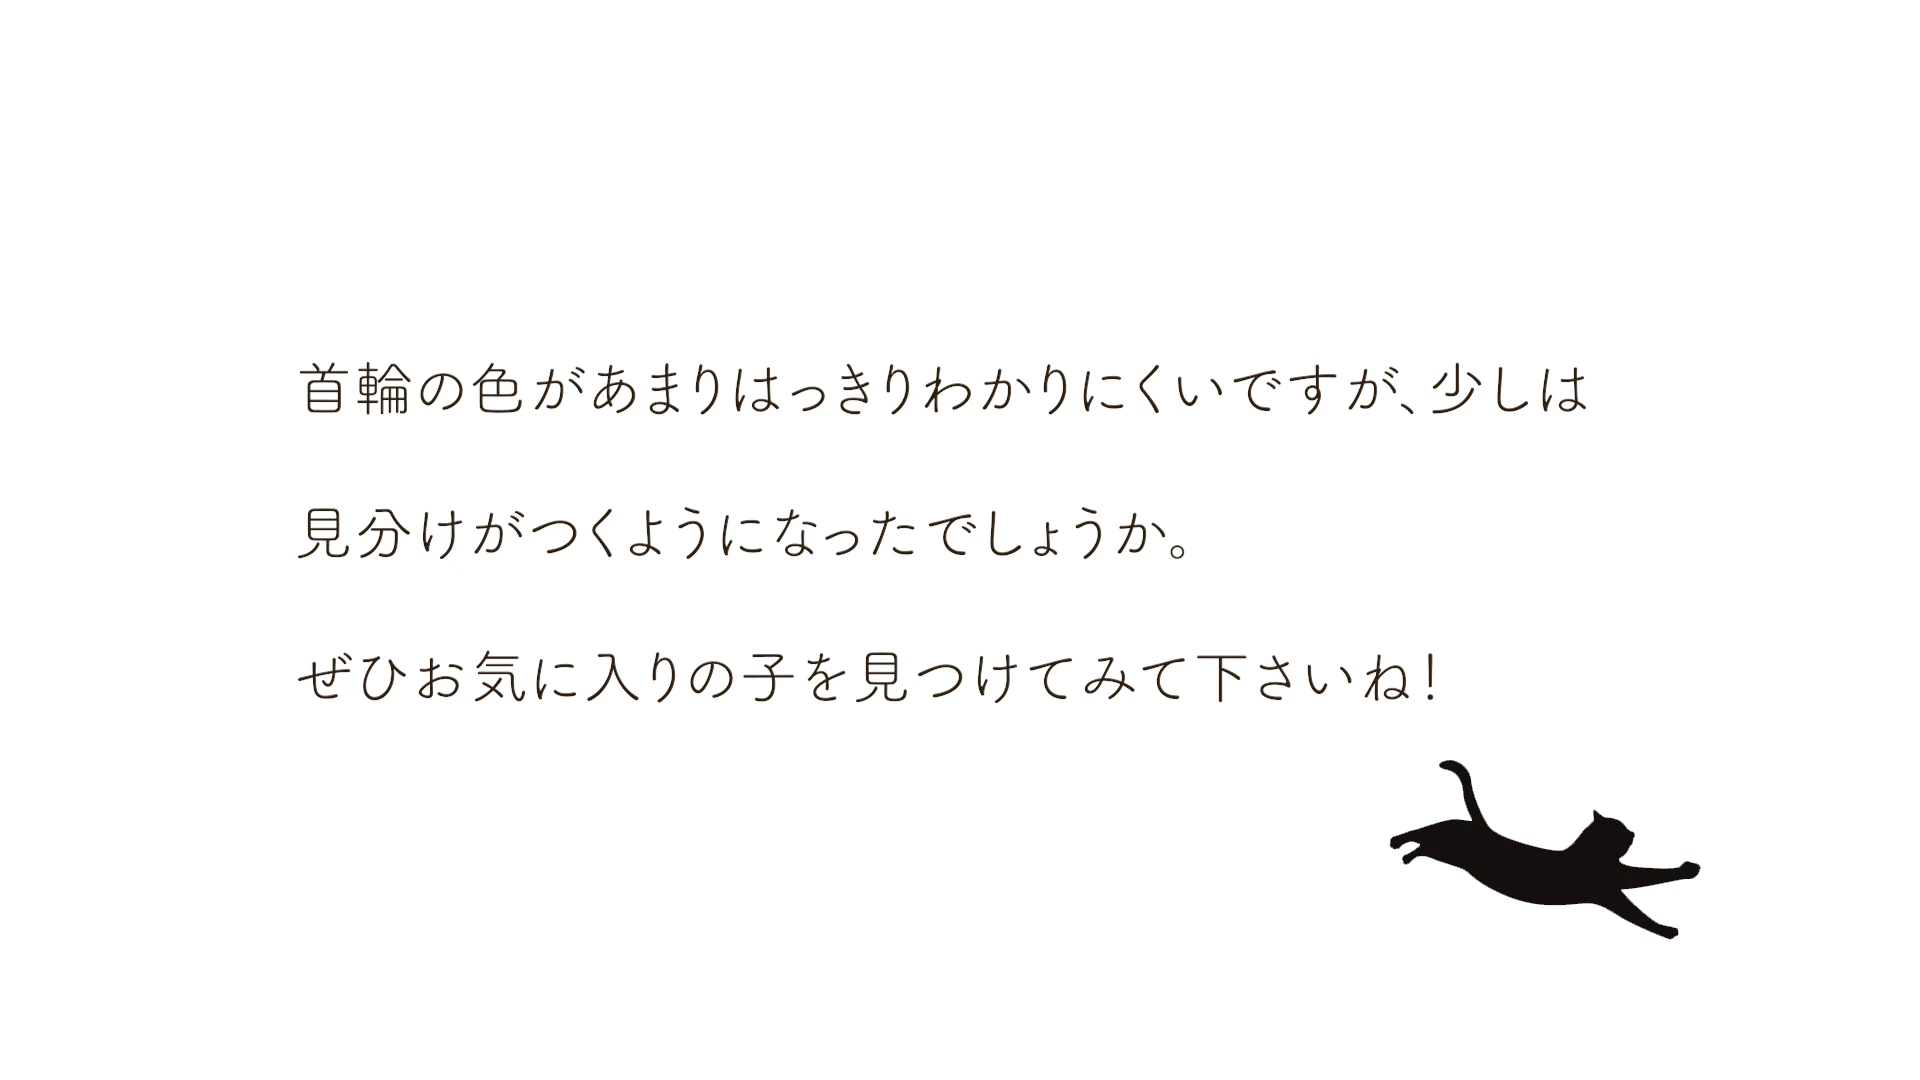 首輪の色があまりはっきりわかりにくいですが、少しは
見分けがつくようになったでしょうか。
ぜひお気に入りの子を見つけてみて下さいね!